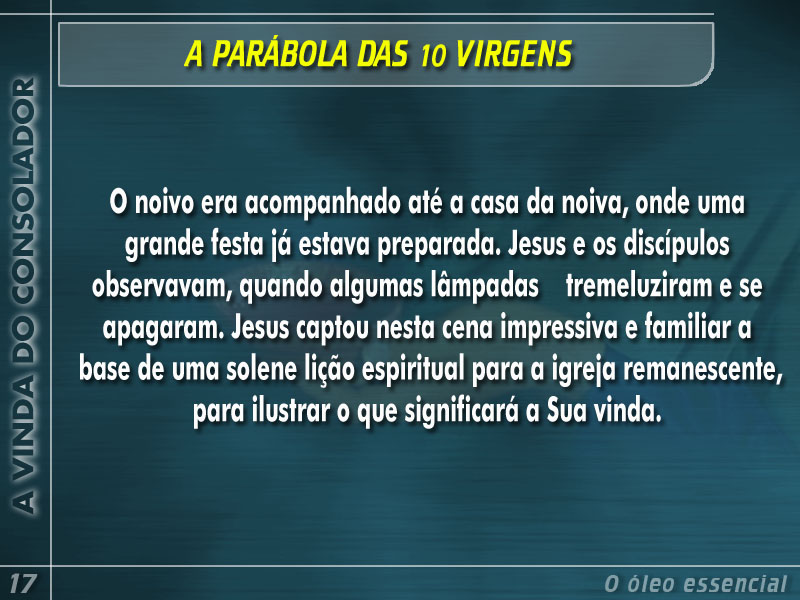 A PARÁBOLA DAS 10 VIRGENS
A VINDA DO CONSOLADOR
O noivo era acompanhado até a casa da noiva, onde uma
grande festa já estava preparada. Jesus e os discípulos
observavam, quando algumas lâmpadas tremeluziram e se
apagaram. Jesus captou nesta cena impressiva e familiar a
base de uma solene lição espiritual para a igreja remanescente,
para ilustrar o que significará a Sua vinda.
17
O óleo essencial